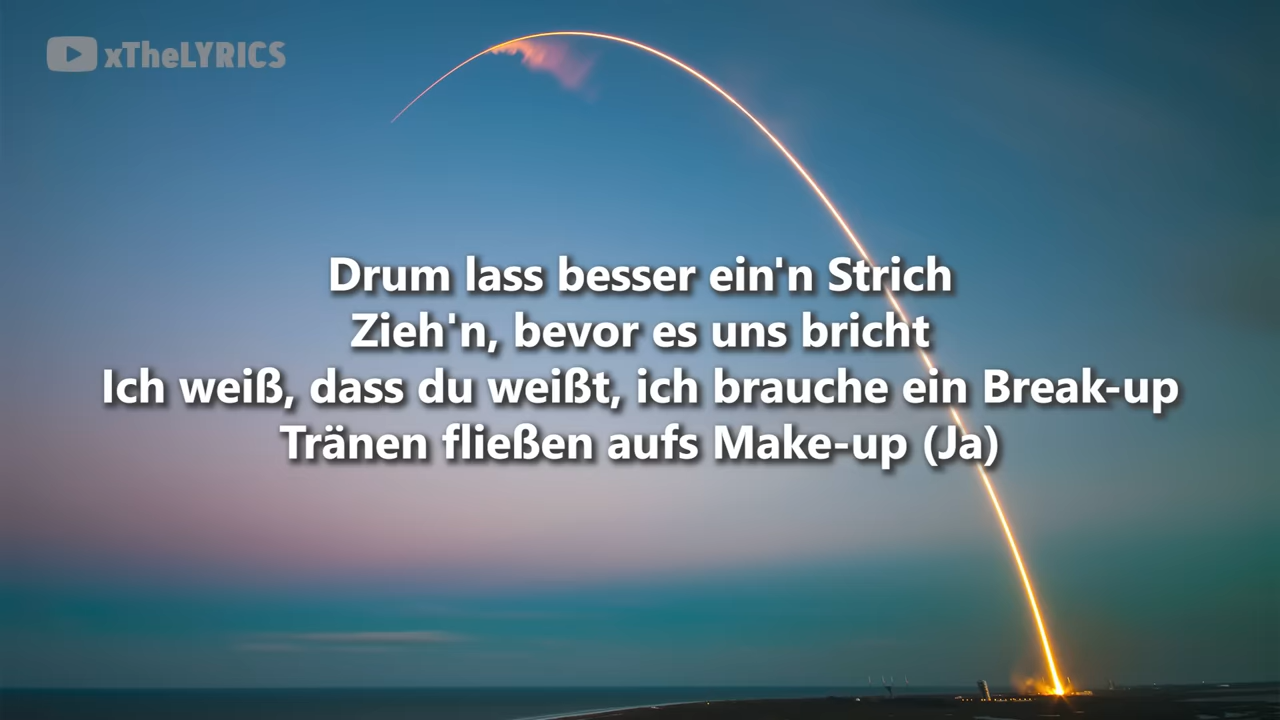 xTheLYRICS
Drum lass besser ein'n Strich
Zieh'n, bevor es uns bricht
Ich weiß, dass du weißt, ich brauche ein Break-up
Tränen fließen aufs Make-up (Ja)